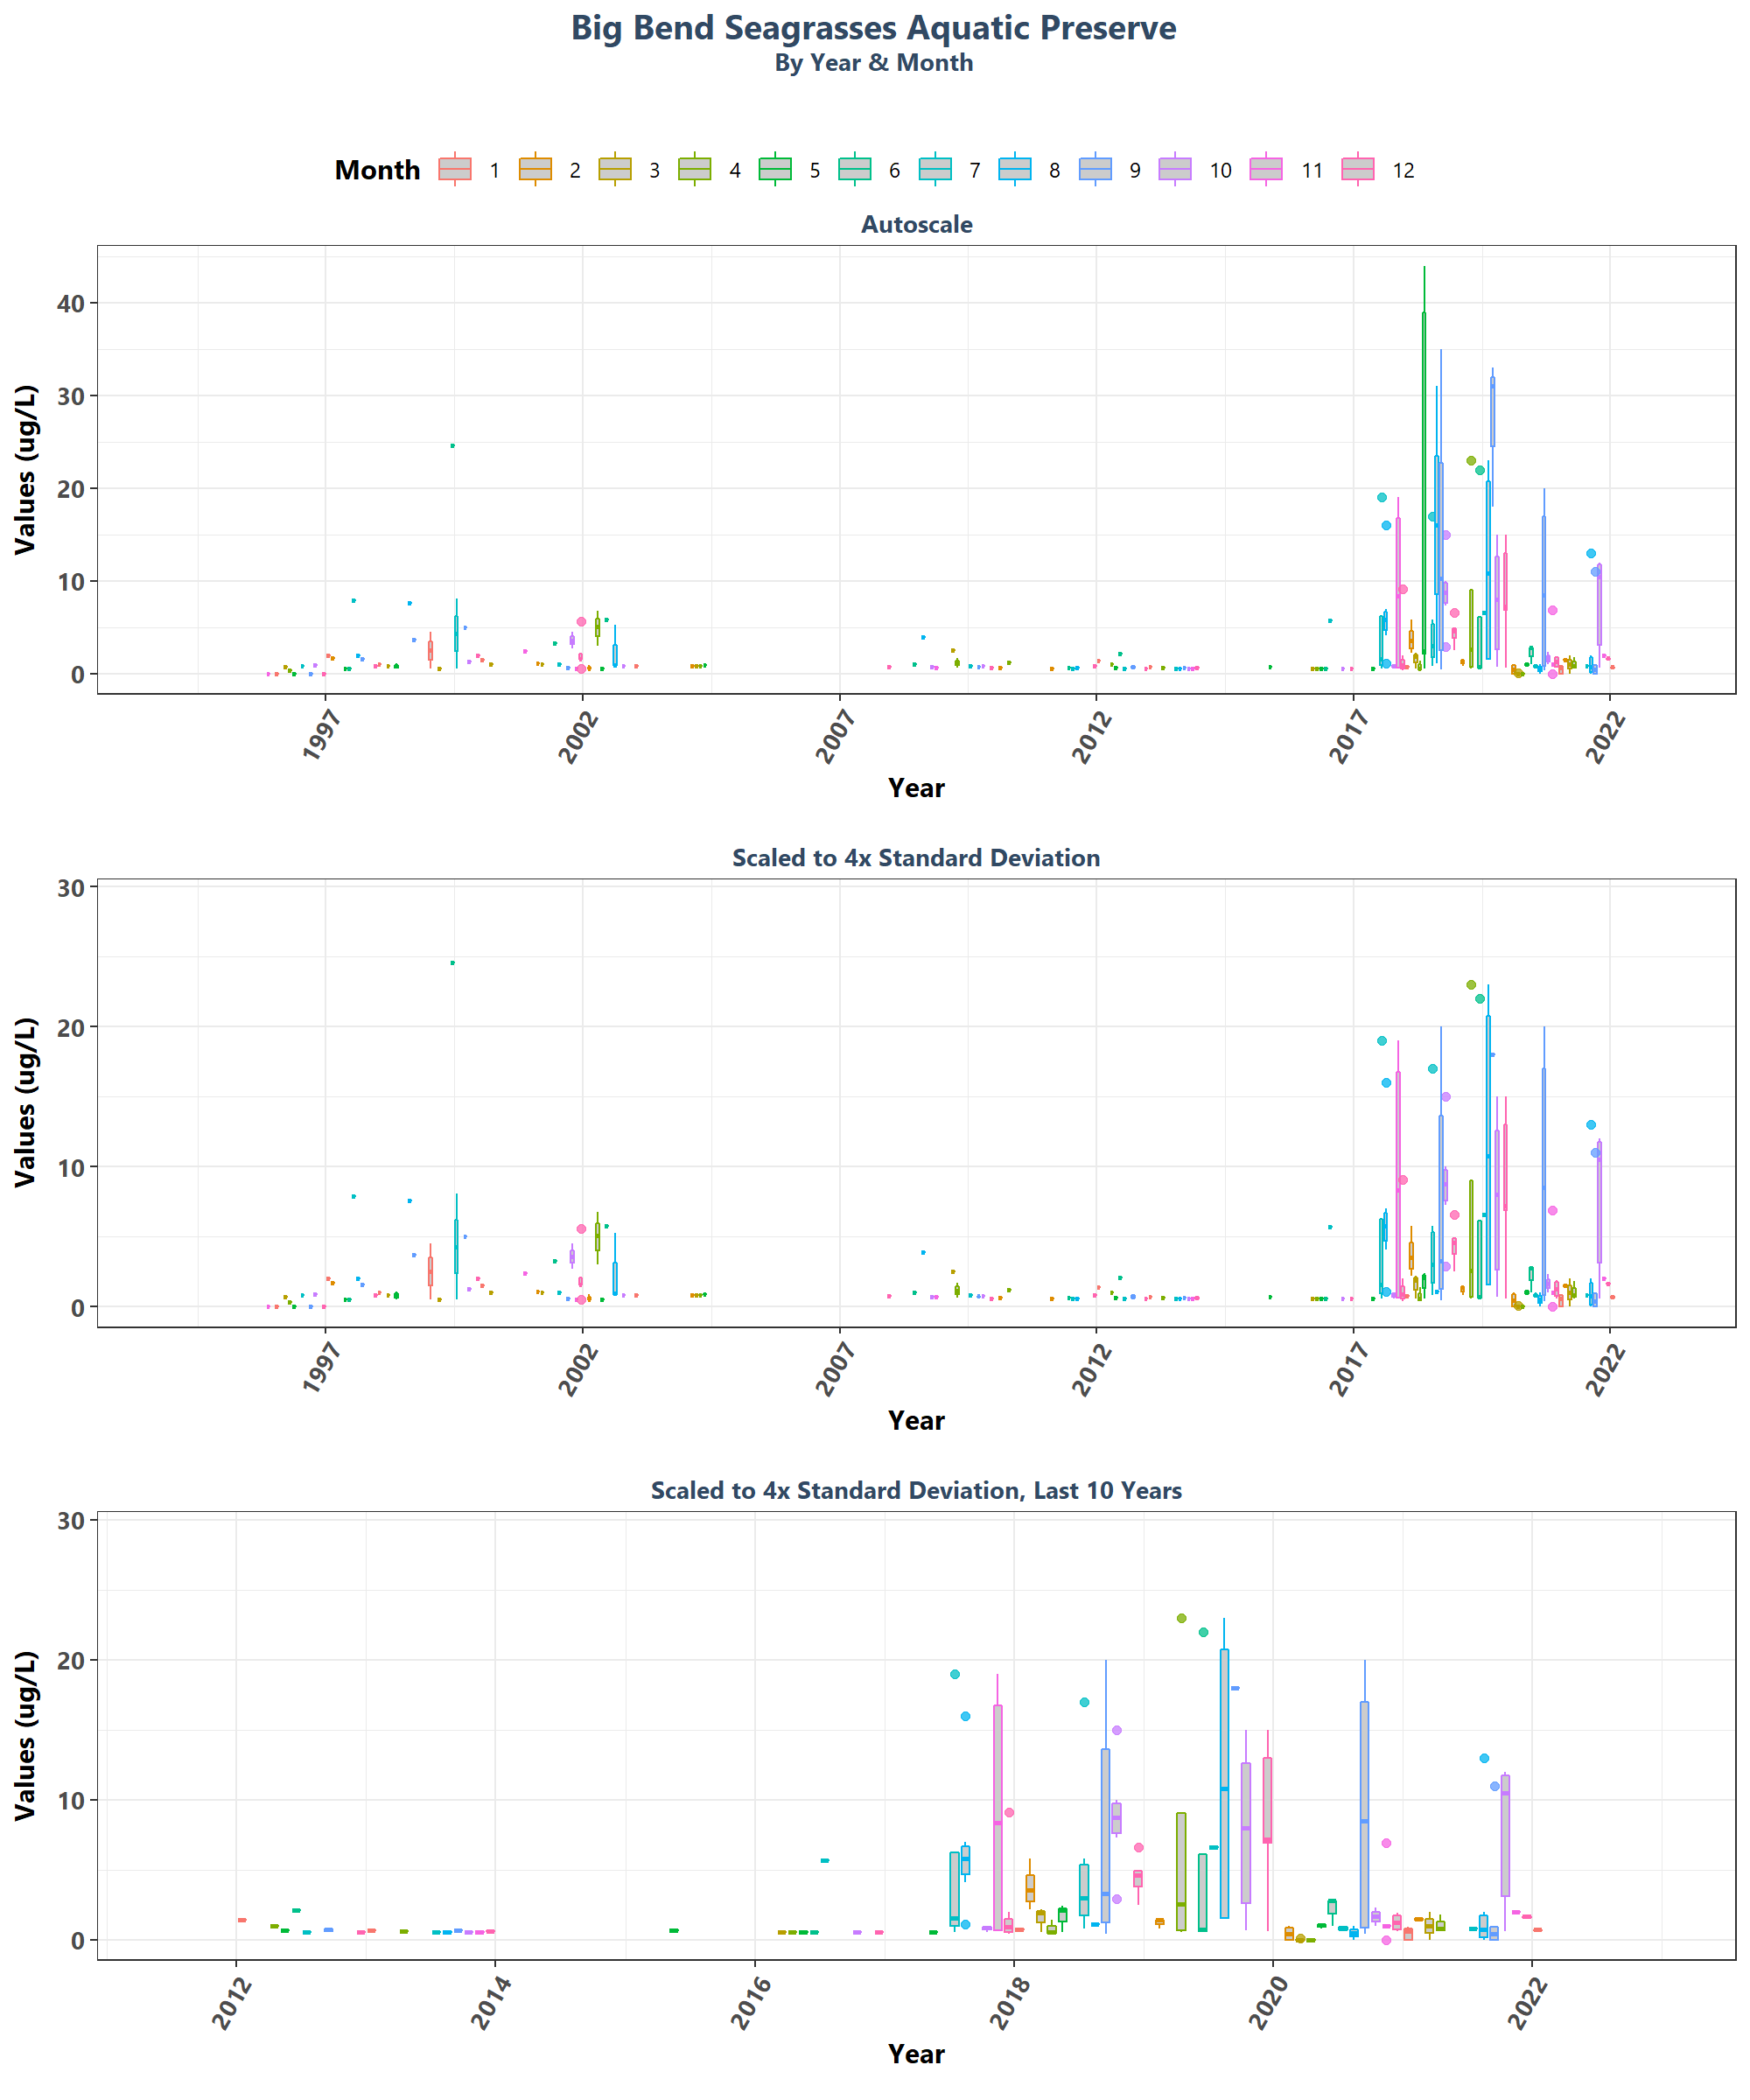 Big Bend Seagrasses Aquatic Preserve
By Year & Month
Month 1 2 3 4 5 6 7 8 9 10 11 12
Autoscale
Values (ug/L)
40
30
20
10
0
1997 2002 2007 2012 2017 2022
Year
Scaled to 4x Standard Deviation
Values (ug/L)
30
20
10
0
1997 2002 2007 2012 2017 2022
Year
Scaled to 4x Standard Deviation, Last 10 Years
Values (ug/L)
30
20
10
0
2012 2014 2016 2018 2020 2022
Year